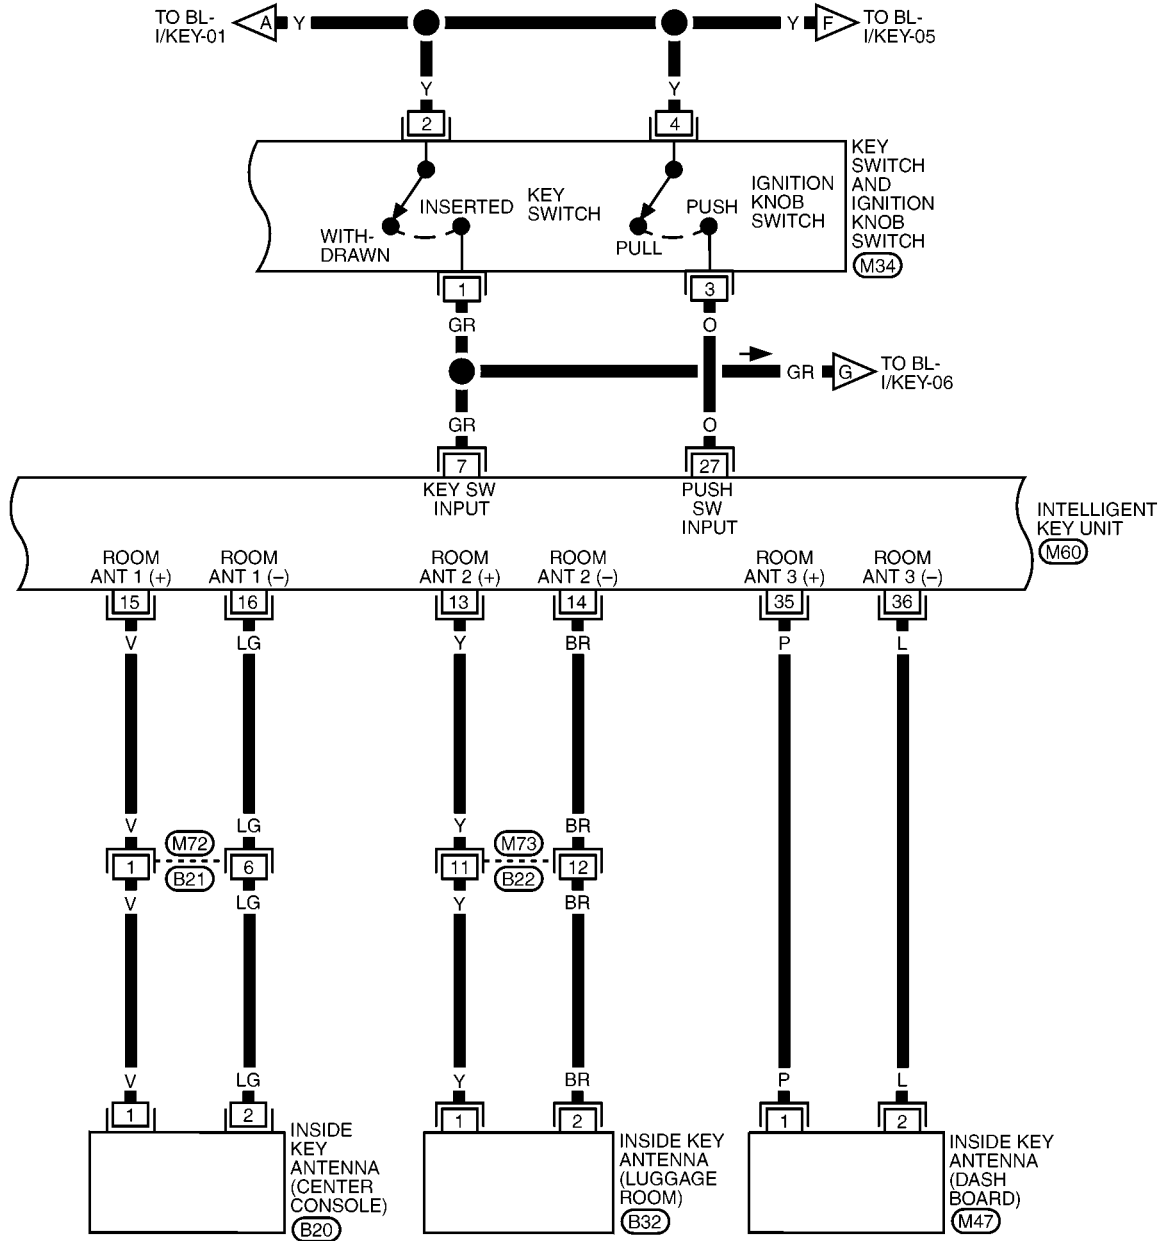 TO BL-
I/KEY-01
A
Y
Y
F
TO BL-
I/KEY-05
Y
Y
2
4
KEY
SWITCH
AND
IGNITION
KNOB
SWITCH
M34
WITH-
DRAWN
INSERTED
KEY
SWITCH
PULL
PUSH
IGNITION
KNOB
SWITCH
1
3
GR
O
GR
G
TO BL-
I/KEY-06
GR
O
7
27
KEY SW
INPUT
PUSH
SW
INPUT
INTELLIGENT
KEY UNIT
M60
ROOM
ANT 1 (+)
ROOM
ANT 1 (–)
ROOM
ANT 2 (+)
ROOM
ANT 2 (–)
ROOM
ANT 3 (+)
ROOM
ANT 3 (–)
15
16
13
14
35
36
V
LG
Y
BR
P
L
V
LG
Y
BR
1
M72
B21
6
11
M73
B22
12
V
LG
Y
BR
V
LG
Y
BR
P
L
1
2
1
2
1
2
INSIDE
KEY
ANTENNA
(CENTER
CONSOLE)
B20
INSIDE KEY
ANTENNA
(LUGGAGE
ROOM)
B32
INSIDE KEY
ANTENNA
(DASH
BOARD)
M47